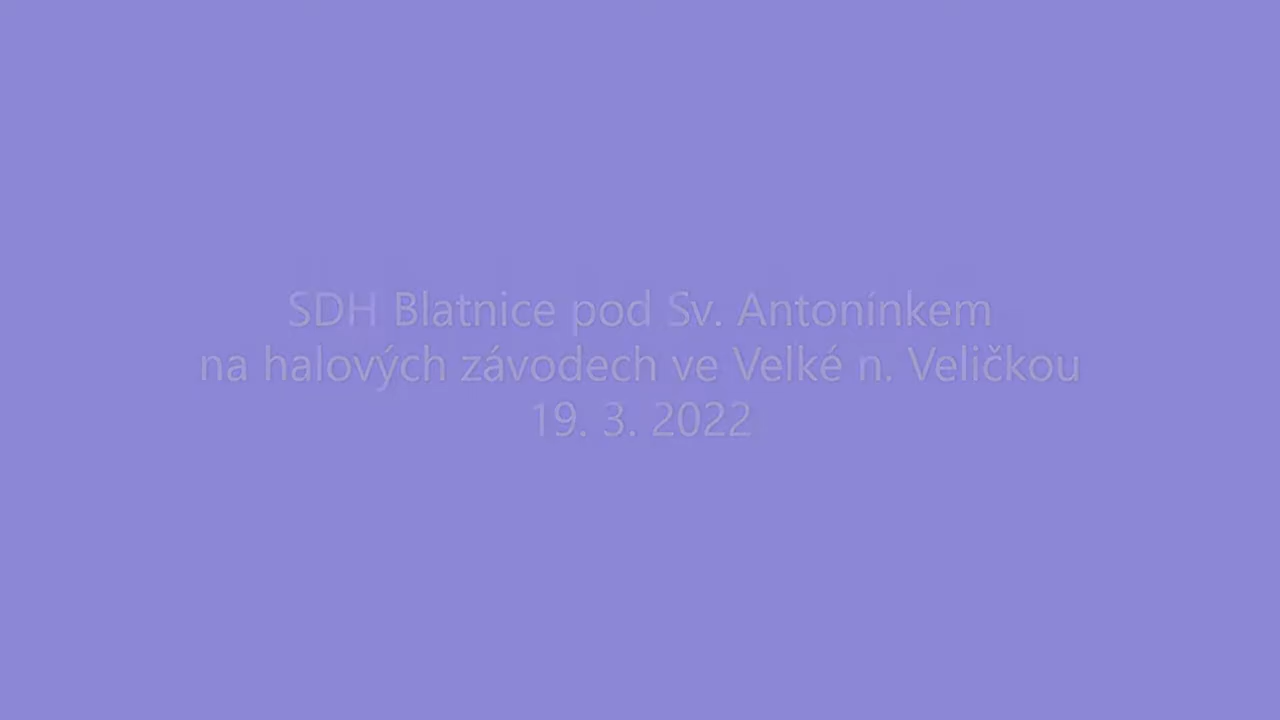 SDH Blatnice pod Sv. Antonínkem
na halových závodech ve Velké n. Veličkou
19. 3. 2022